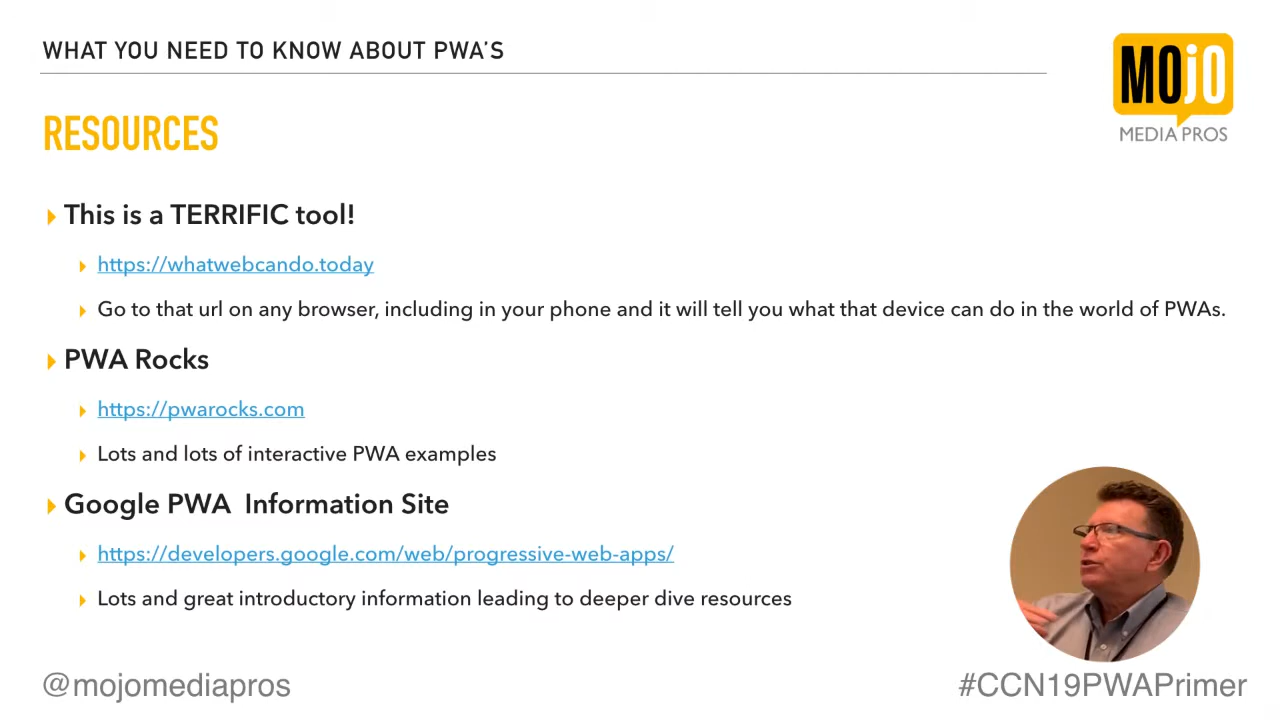 WHAT YOU NEED TO KNOW ABOUT PWA'S
MOjO
MEDIA PROS
RESOURCES
This is a TERRIFIC tool!
https://whatwebcando.today
Go to that url on any browser, including in your phone and it will tell you what that device can do in the world of PWAs.
PWA Rocks
https://pwarocks.com
Lots and lots of interactive PWA examples
Google PWA  Information Site
https://developers.google.com/web/progressive-web-apps/
Lots and great introductory information leading to deeper dive resources
@mojomediapros
#CCN19PWAPrimer